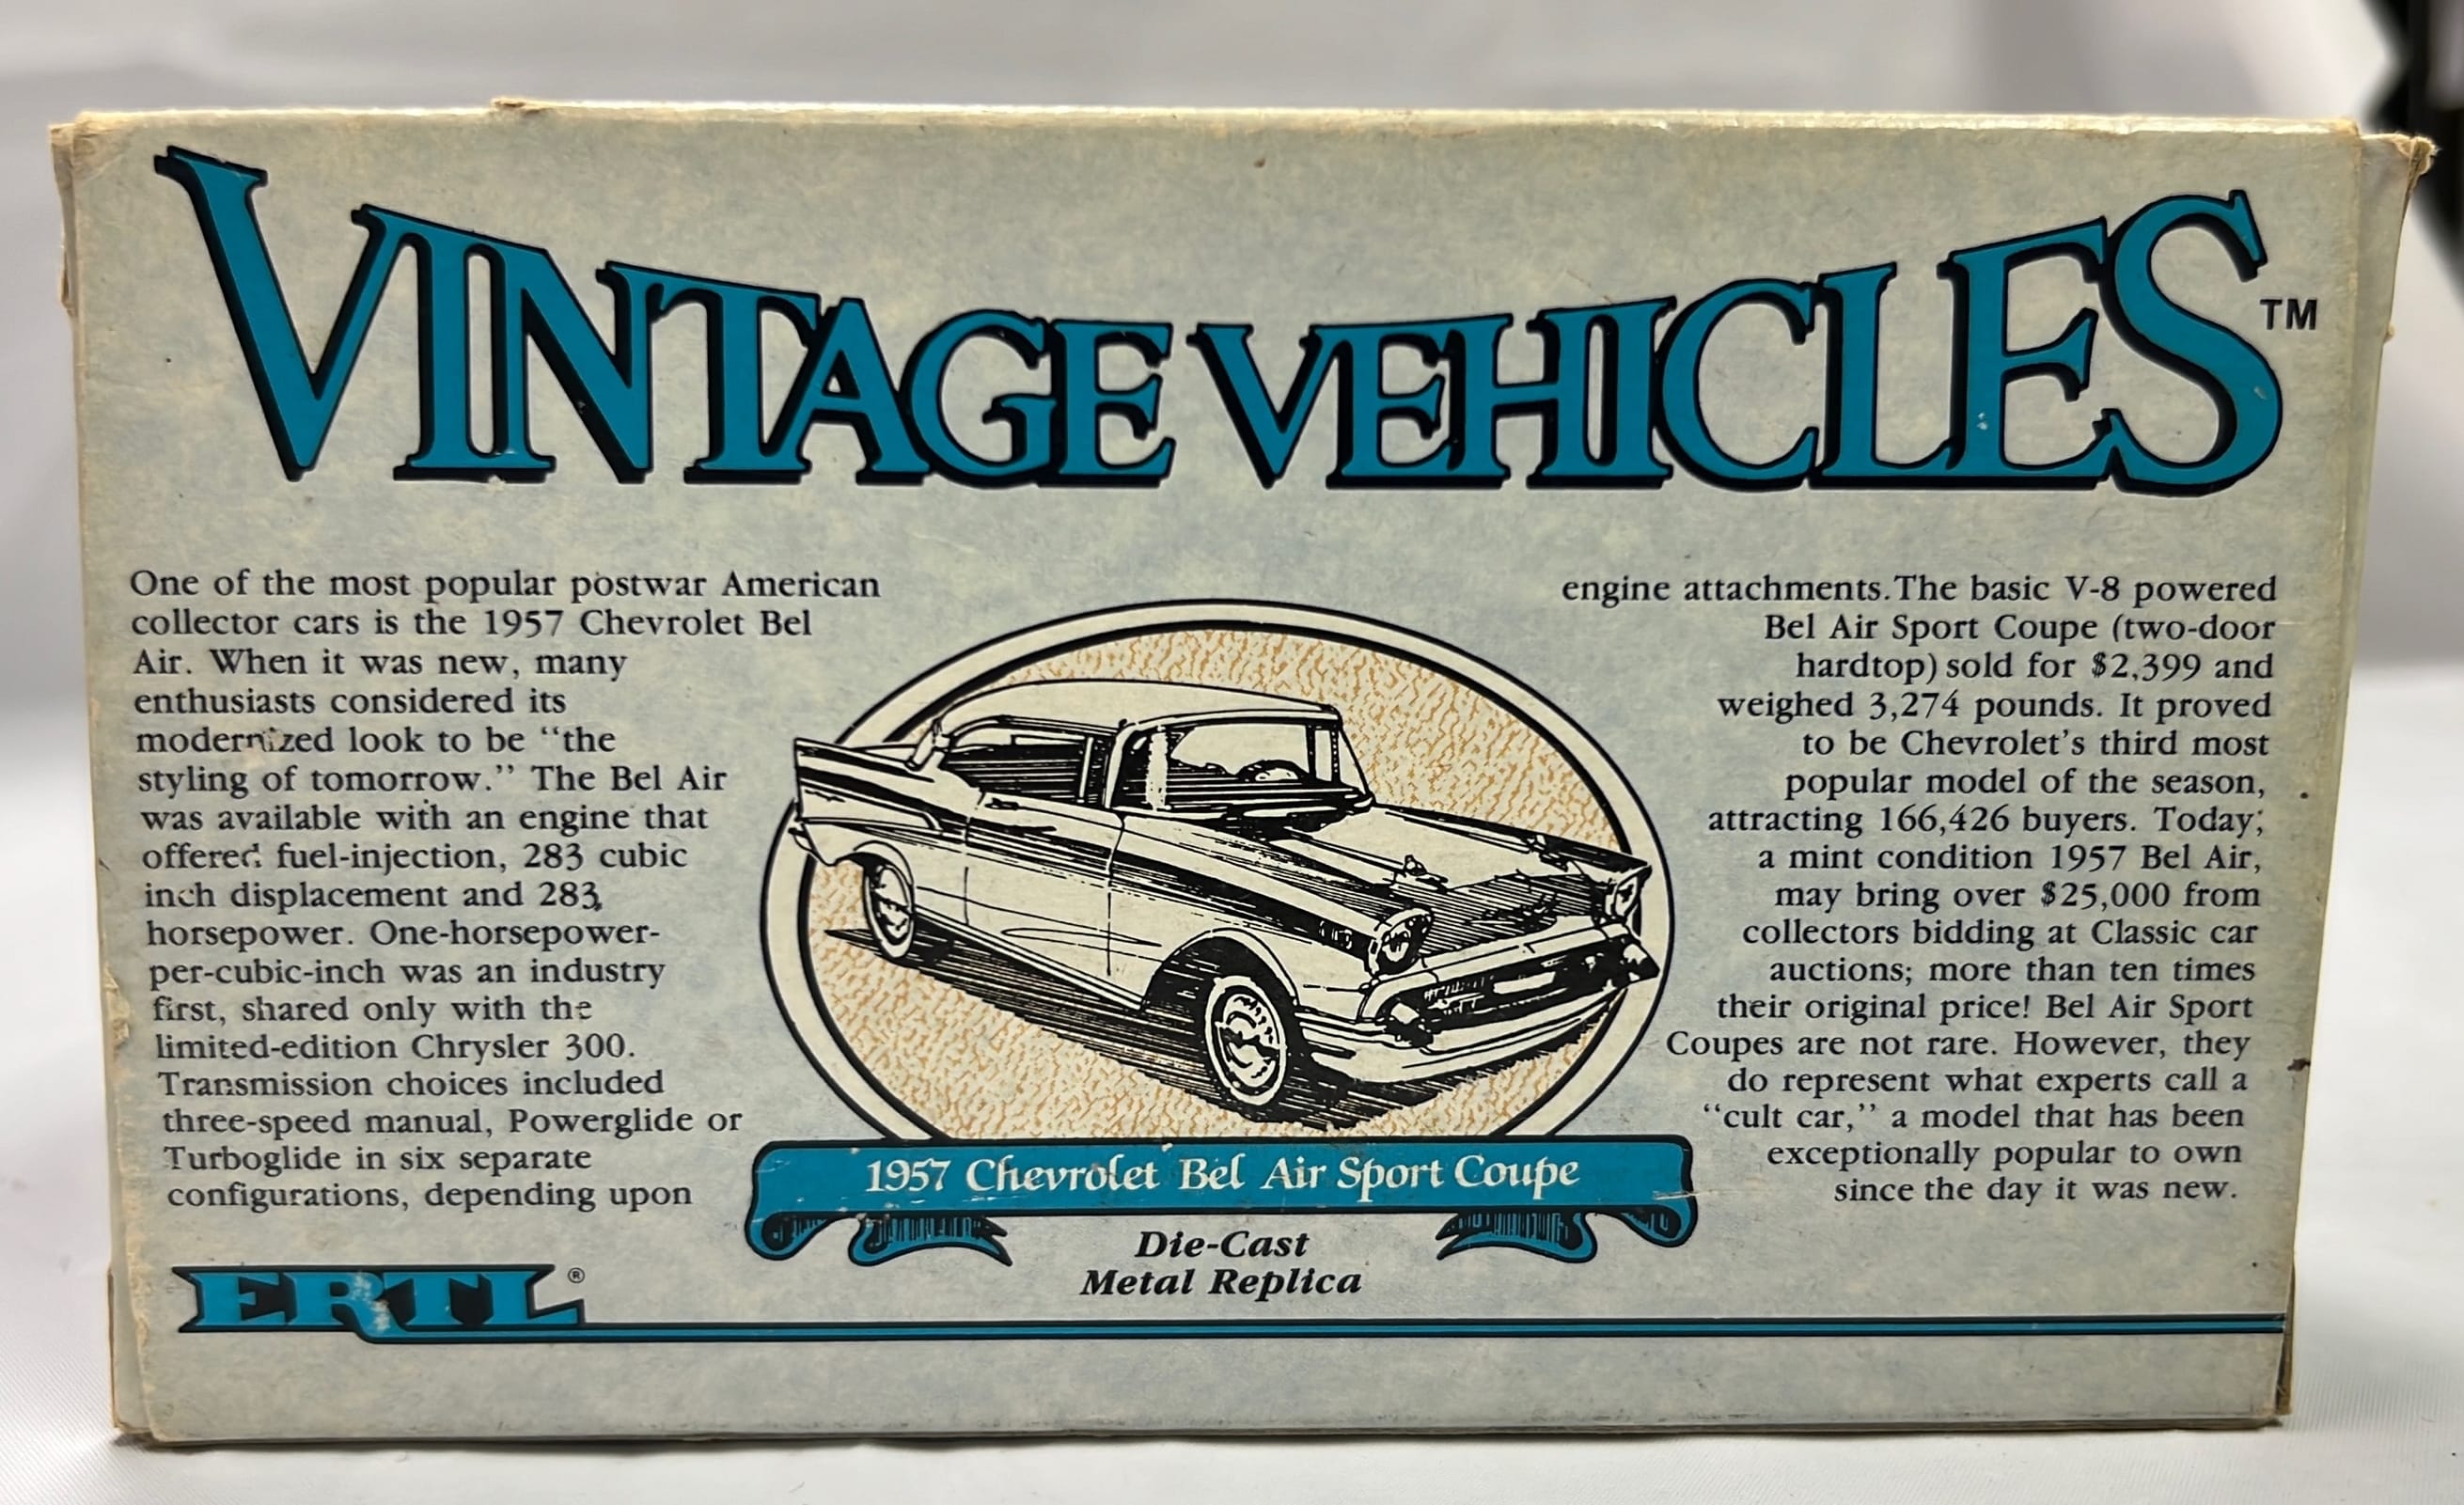 VINTAGE VEHICLES™
One of the most popular postwar American
collector cars is the 1957 Chevrolet Bel
Air. When it was new, many
enthusiasts considered its
modernized look to be “the
styling of tomorrow.” The Bel Air
was available with an engine that
offered fuel-injection, 283 cubic
inch displacement and 283,
horsepower. One-horsepower-
per-cubic-inch was an industry
first, shared only with the
limited-edition Chrysler 300.
Transmission choices included
three-speed manual, Powerglide or
Turboglide in six separate
configurations, depending upon
engine attachments.The basic V-8 powered
Bel Air Sport Coupe (two-door
hardtop) sold for $2,399 and
weighed 3,274 pounds. It proved
to be Chevrolet's third most
popular model of the season,
attracting 166,426 buyers. Today;
a mint condition 1957 Bel Air,
may bring over $25,000 from
collectors bidding at Classic car
auctions; more than ten times
their original price! Bel Air Sport
Coupes are not rare. However, they
do represent what experts call a
“cult car,” a model that has been
exceptionally popular to own
since the day it was new.
1957 Chevrolet Bel Air Sport Coupe
Die-Cast
Metal Replica
ERTL®